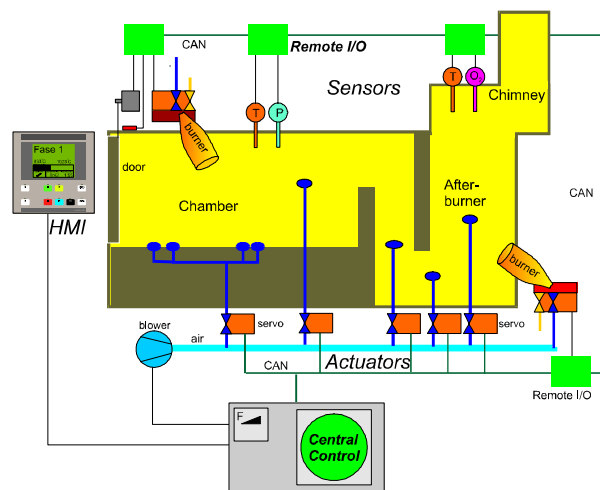 CAN
Remote I/O
Sensors
T
P
T
O
Chimney
burner
Fase 1
door
Chamber
After-
burner
CAN
HMI
burner
blower
servo
servo
air
Actuators
CAN
Remote I/O
F
Central
Control